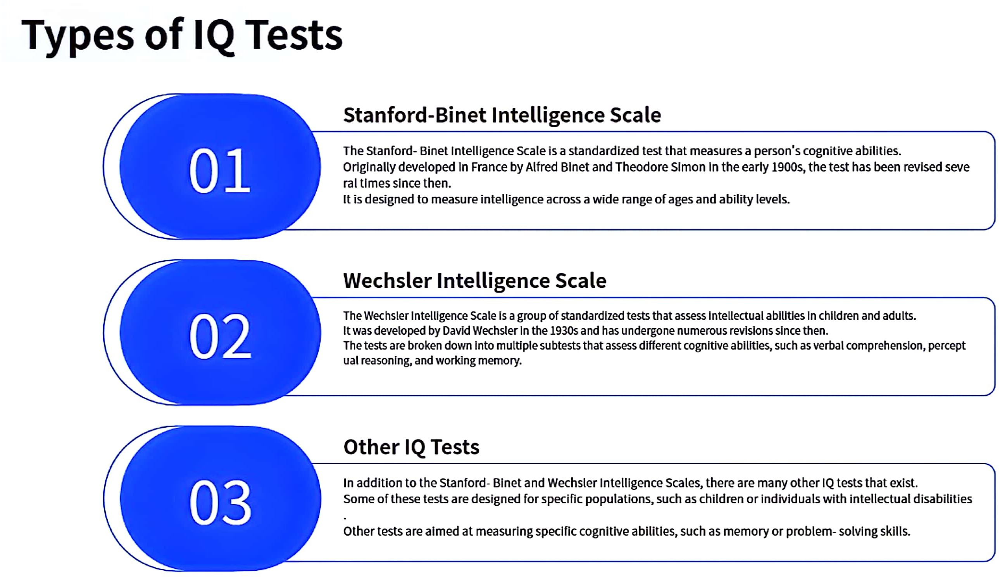 Types of IQ Tests
01
Stanford-Binet Intelligence Scale
The Stanford- Binet Intelligence Scale is a standardized test that measures a person's cognitive abilities.
Originally developed in France by Alfred Binet and Theodore Simon in the early 1900s, the test has been revised seve
ral times since then.
It is designed to measure intelligence across a wide range of ages and ability levels.
02
Wechsler Intelligence Scale
The Wechsler Intelligence Scale is a group of standardized tests that assess intellectual abilities in children and adults.
It was developed by David Wechsler in the 1930s and has undergone numerous revisions since then.
The tests are broken down into multiple subtests that assess different cognitive abilities, such as verbal comprehension, percept
ual reasoning, and working memory.
03
Other IQ Tests
In addition to the Stanford- Binet and Wechsler Intelligence Scales, there are many other IQ tests that exist.
Some of these tests are designed for specific populations, such as children or individuals with intellectual disabilities
.
Other tests are aimed at measuring specific cognitive abilities, such as memory or problem- solving skills.